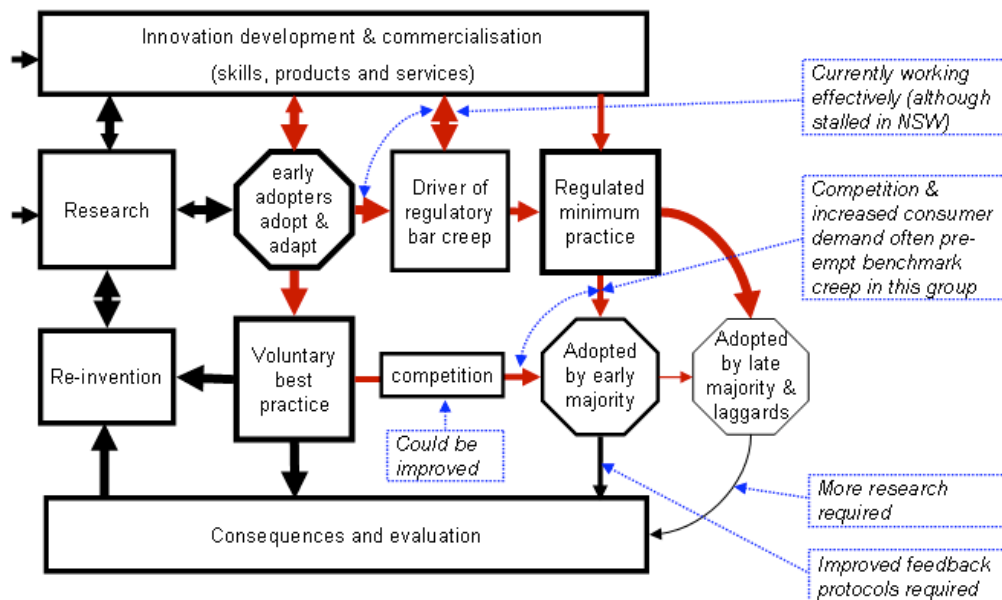 Innovation development & commercialisation
(skills, products and services)
Currently working
effectively (although
stalled in NSW)
Research
early
adopters
adopt &
adapt
Driver of
regulatory
bar creep
Regulated
minimum
practice
Competition &
increased consumer
demand often pre-
empt benchmark
creep in this group
Re-invention
Voluntary
best
practice
competition
Adopted
by early
majority
Adopted
by late
majority &
laggards
Could be
improved
More research
required
Consequences and evaluation
Improved feedback
protocols required